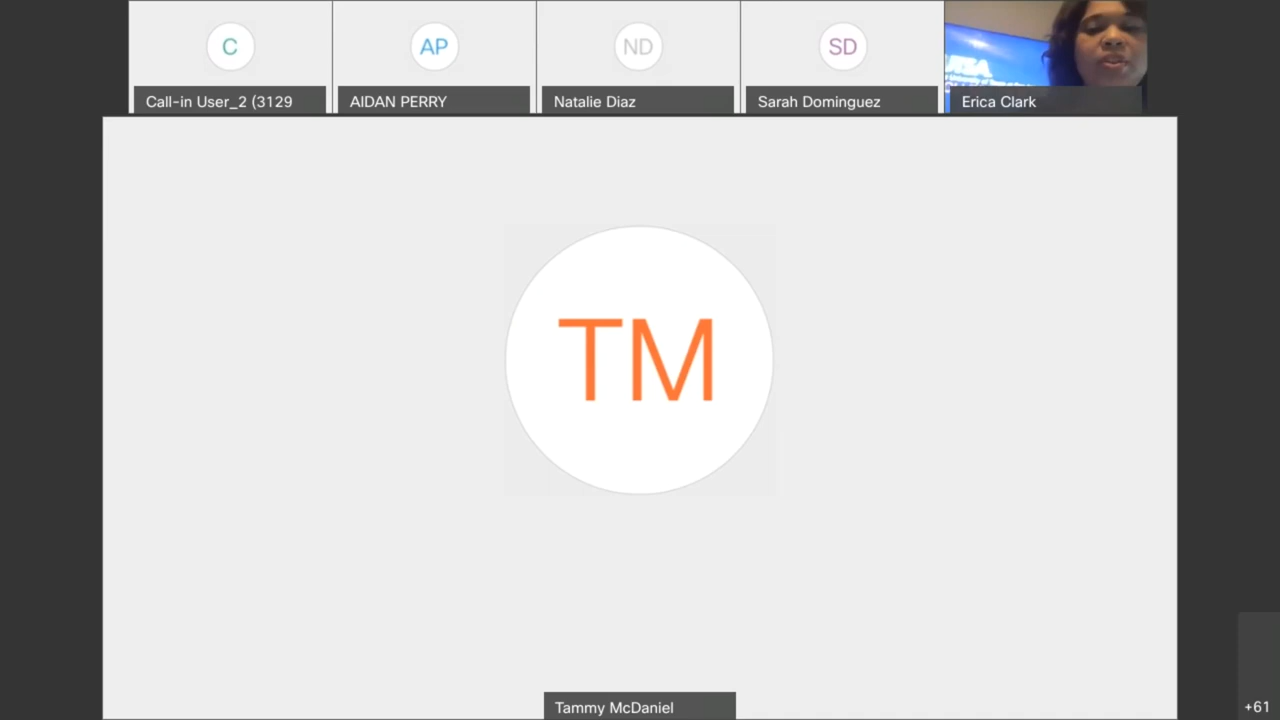 C
AP
ND
SD
Call-in User_2 (3129
AIDAN PERRY
Natalie Diaz
Sarah Dominguez
Erica Clark
TM
Tammy McDaniel
+61